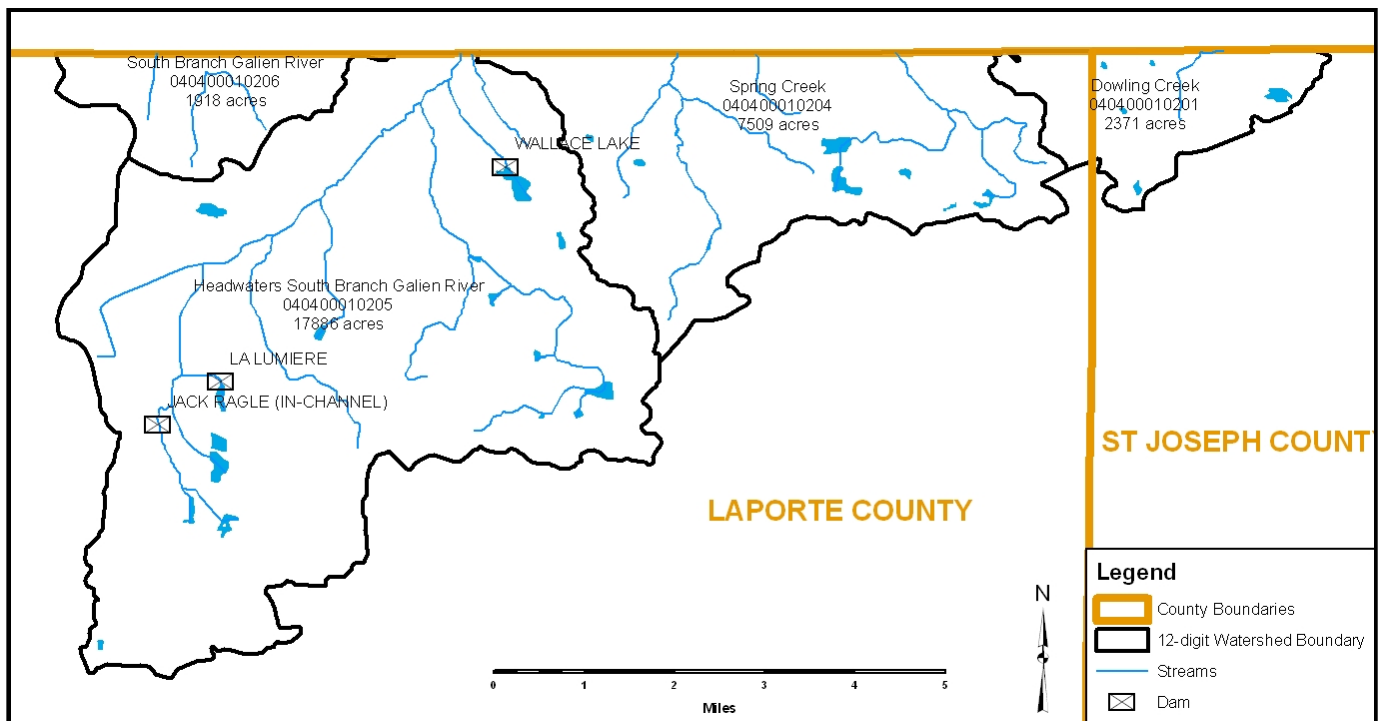 South Branch Galien River
040400010206
1918 acres
Spring Creek
040400010204
7509 acres
Dowling Creek
040400010201
2371 acres
WALLACE LAKE
Headwaters South Branch Galien River
040400010205
17886 acres
LA LUMIERE
JACK RAGLE (IN-CHANNEL)
ST JOSEPH COUNT
LAPORTE COUNTY
Legend
County Boundaries
12-digit Watershed Boundary
Streams
Dam
N
0 1 2 3 4 5
Miles